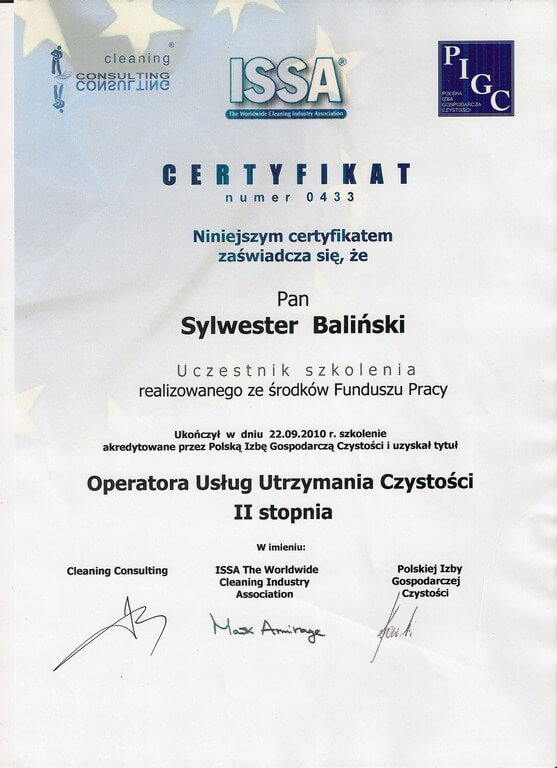 cleaning ®
CONSULTING
CONSULTING
ISSA®
The Worldwide Cleaning Industry Association
PIGC
POLSKA
IZBA
GOSPODARCZA
CZYSTOŚCI
CERTYFIKAT
numer 0433
Niniejszym certyfikatem
zaświadcza się, że
Pan
Sylwester Baliński
Uczestnik szkolenia
realizowanego ze środków Funduszu Pracy
Ukończył w dniu 22.09.2010 r. szkolenie
akredytowane przez Polską Izbę Gospodarczą Czystości i uzyskał tytuł
Operatora Usług Utrzymania Czystości
II stopnia
W imieniu:
Cleaning Consulting
ISSA The Worldwide
Cleaning Industry
Association
Polskiej Izby
Gospodarczej
Czystości
Mark Armitage